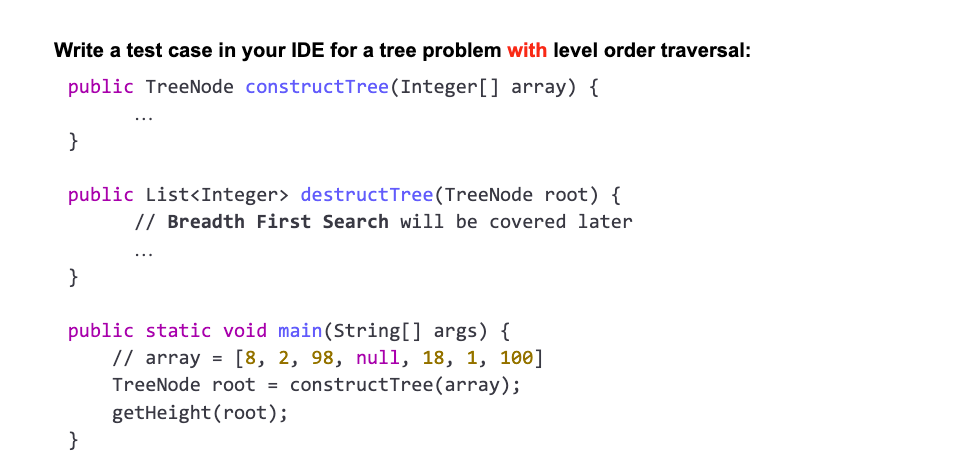 Write a test case in your IDE for a tree problem with level order traversal:
public TreeNode constructTree(Integer[] array) {
...
}
public List<Integer> destructTree(TreeNode root) {
// Breadth First Search will be covered later
...
}
public static void main(String[] args) {
// array = [8, 2, 98, null, 18, 1, 100]
TreeNode root = constructTree(array);
getHeight(root);
}